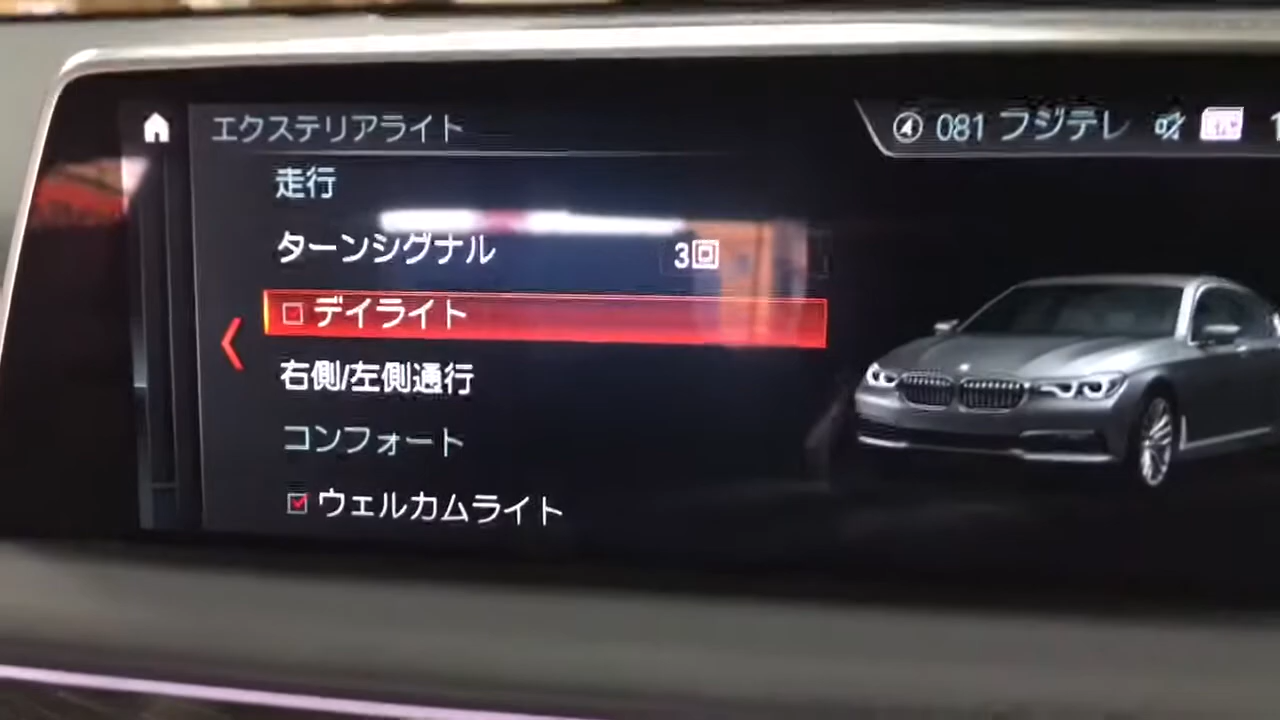 エクステリアライト
081 フジテレ
走行
ターンシグナル 3回
デイライト
右側/左側通行
コンフォート
ウェルカムライト